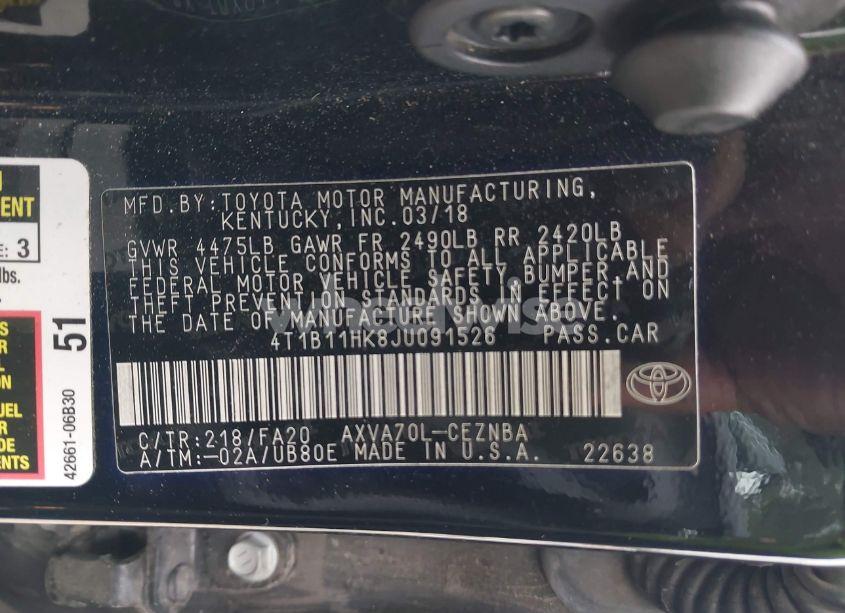 MFD.BY:TOYOTA MOTOR MANUFACTURING,
KENTUCKY,INC.03/18
GVWR 4475LB GAWR FR 2490LB RR 2420LB
THIS VEHICLE CONFORMS TO ALL APPLICABLE
FEDERAL MOTOR VEHICLE SAFETY,BUMPER,AND
THEFT PREVENTION STANDARDS IN EFFECT ON
THE DATE OF MANUFACTURE SHOWN ABOVE.
4T1B11HK8JU091526 PASS.CAR
C/TR:218/FA20 AXVA70L-CEZNBA
A/TM:-02A/UB80E MADE IN U.S.A. 22638
51
42661-06B30
3
lbs.